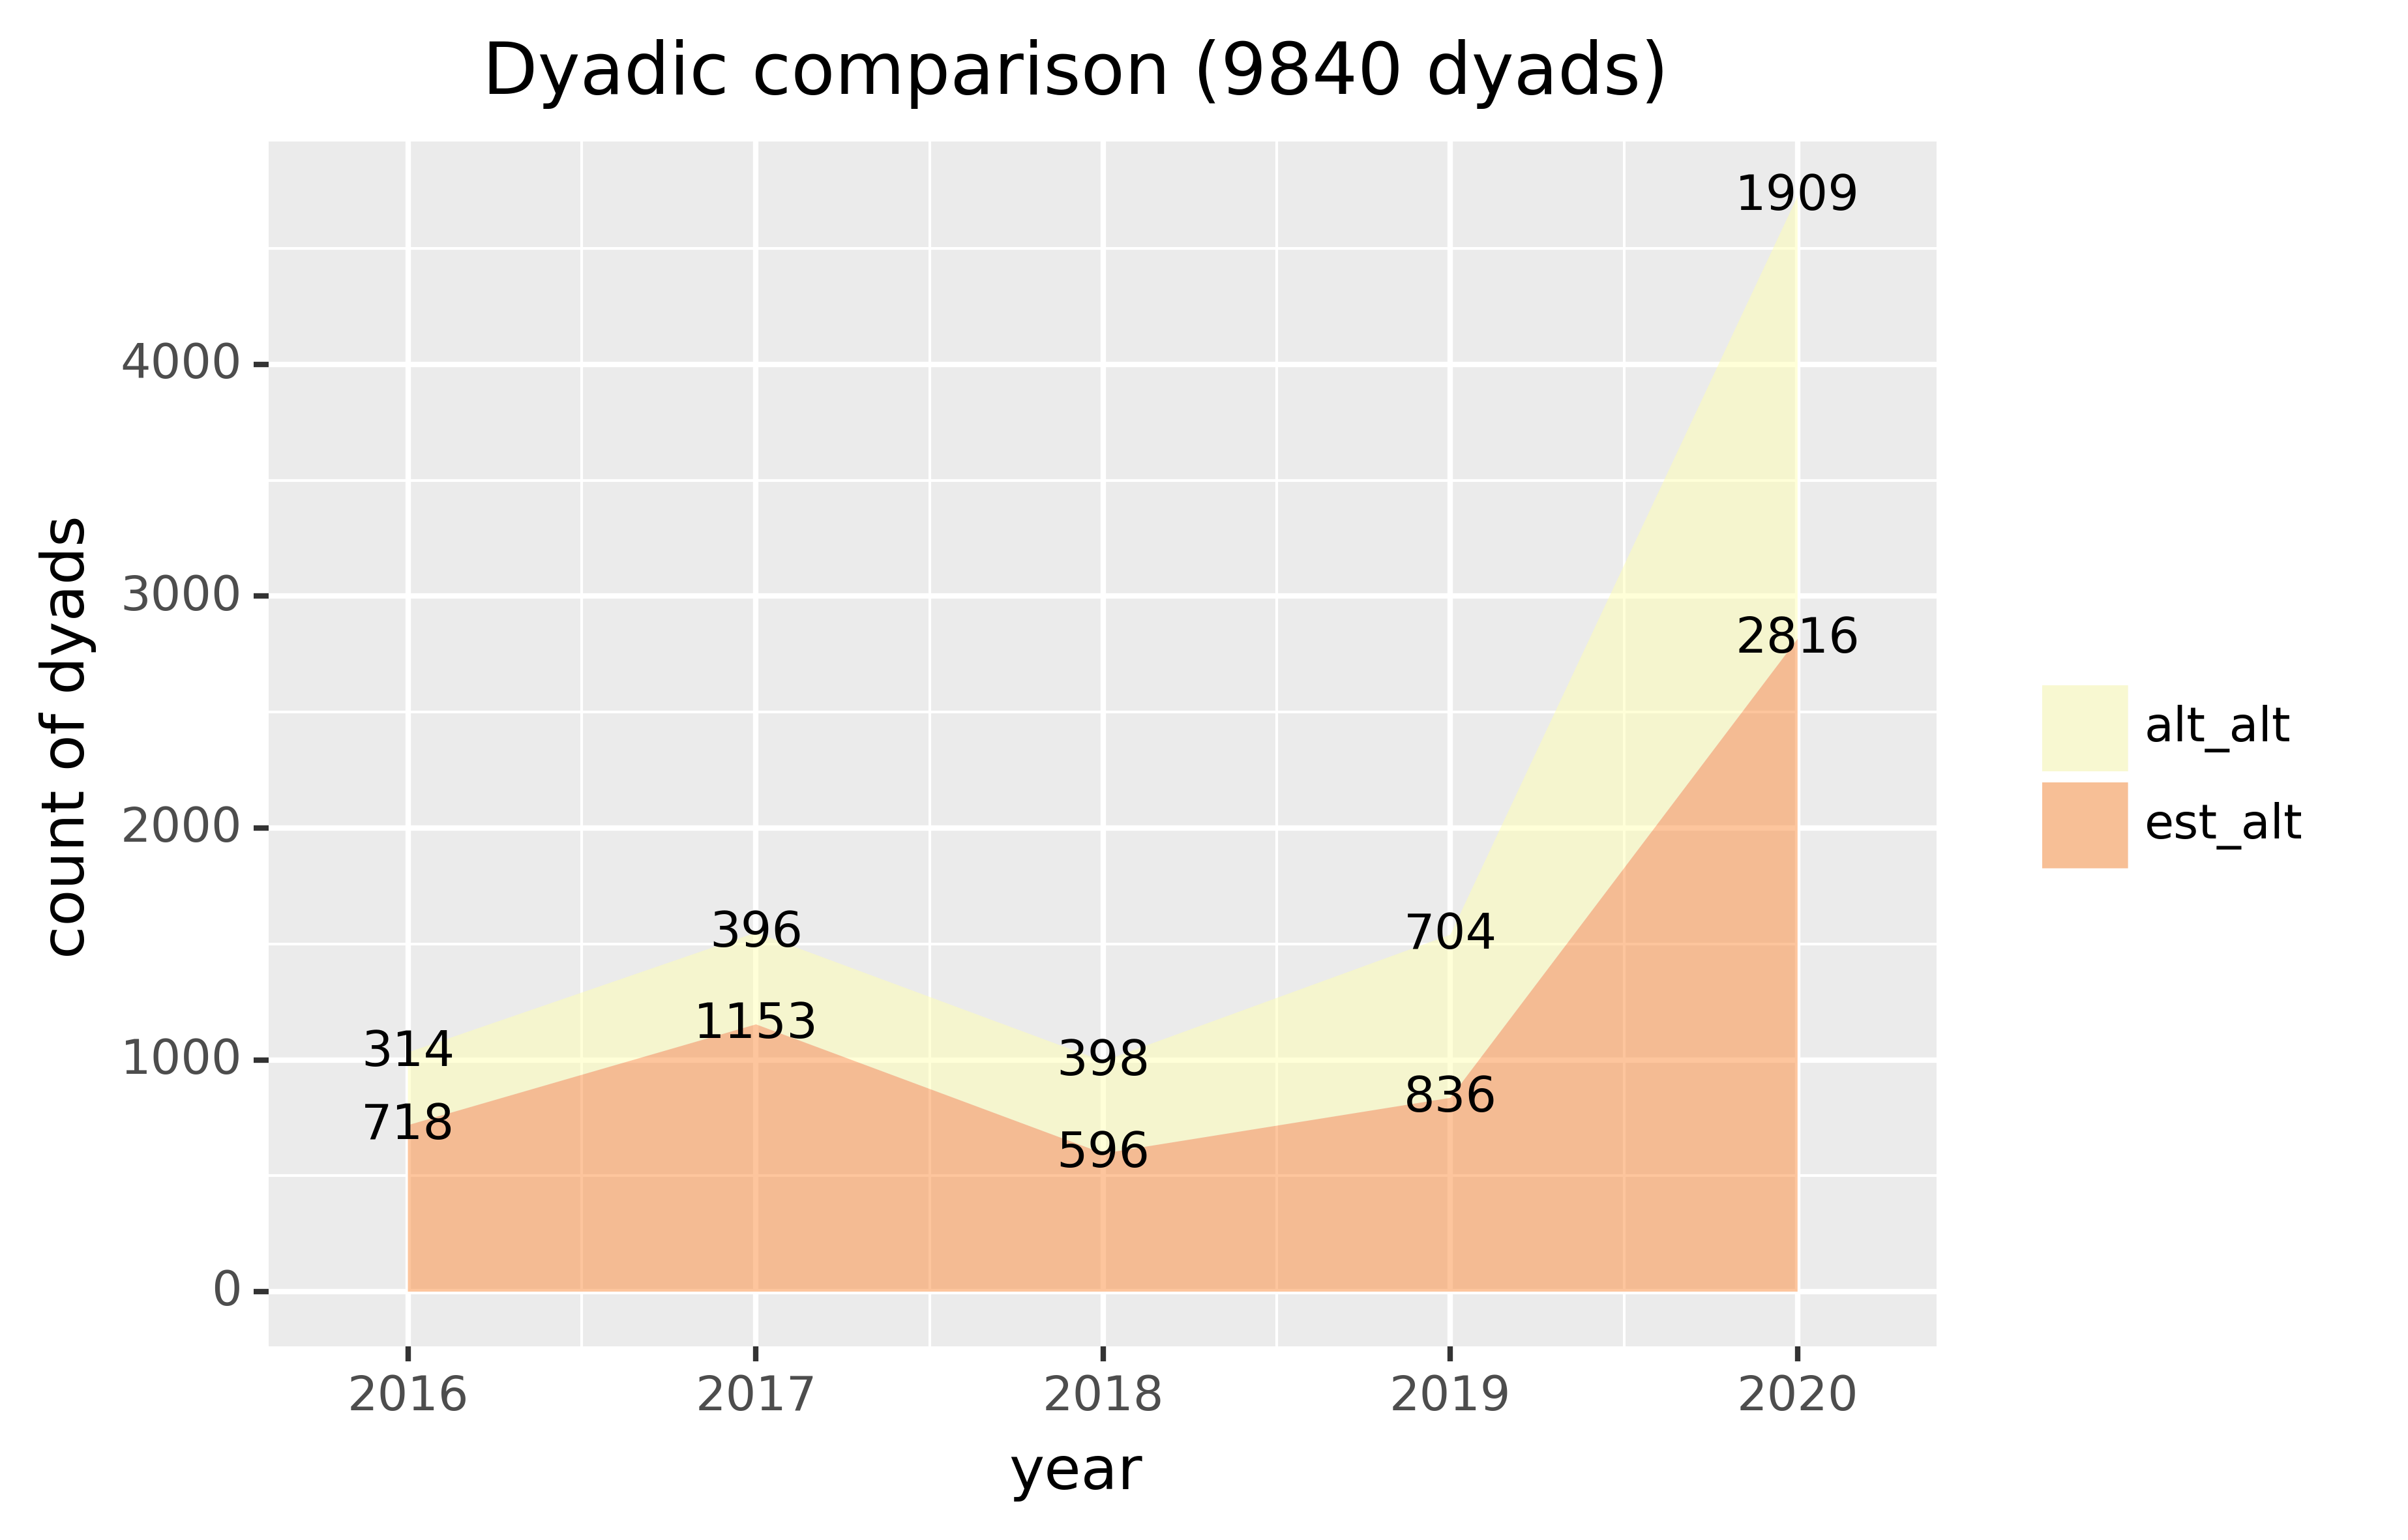 Dyadic comparison (9840 dyads)
1909
4000
3000
2816
2000
396
704
1153
314
1000
398
836
718
596
0
2016 2017 2018 2019 2020
year
count of dyads
alt_alt
est_alt